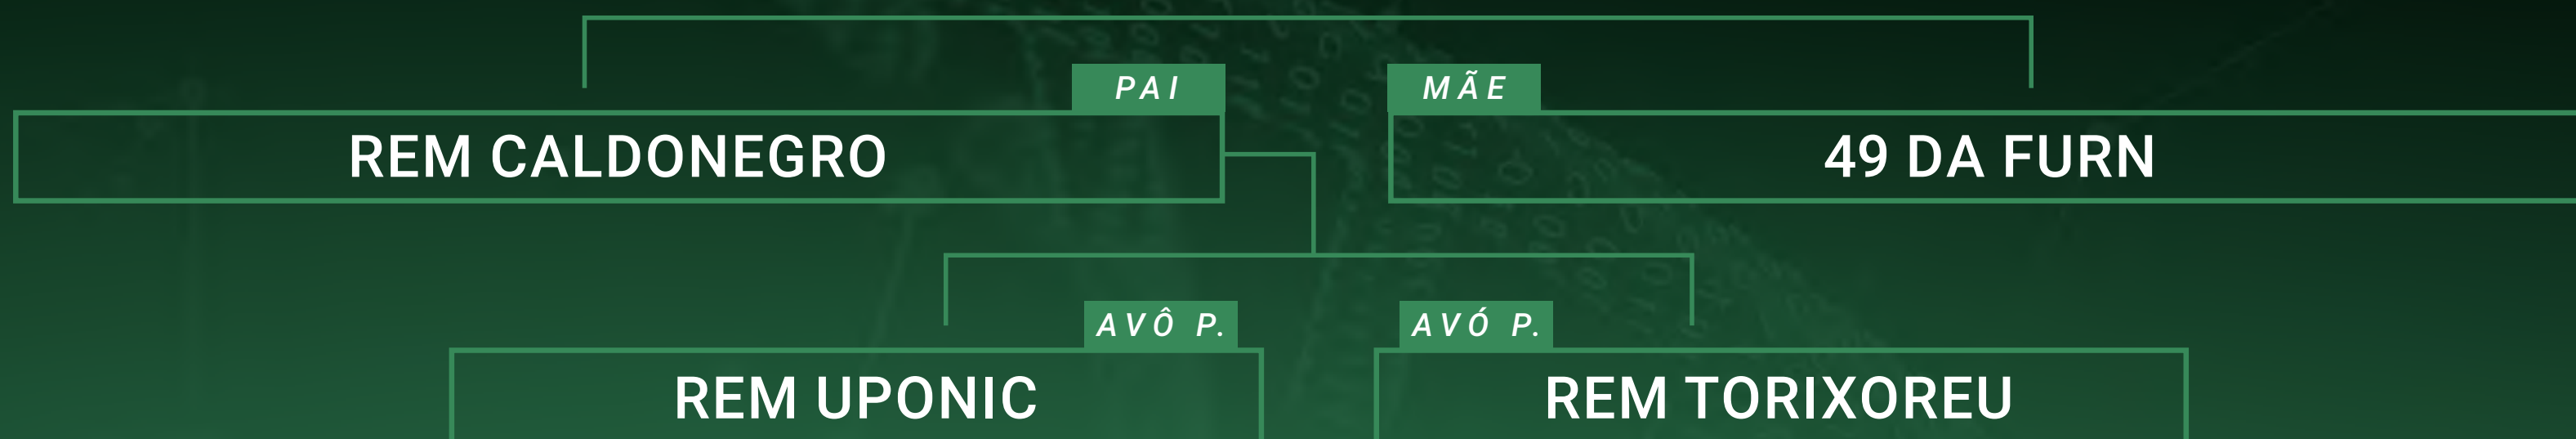 PAI
MÃE
REM CALDONEGRO
49 DA FURN
AVÔ P.
AVÓ P.
REM UPONIC
REM TORIXOREU